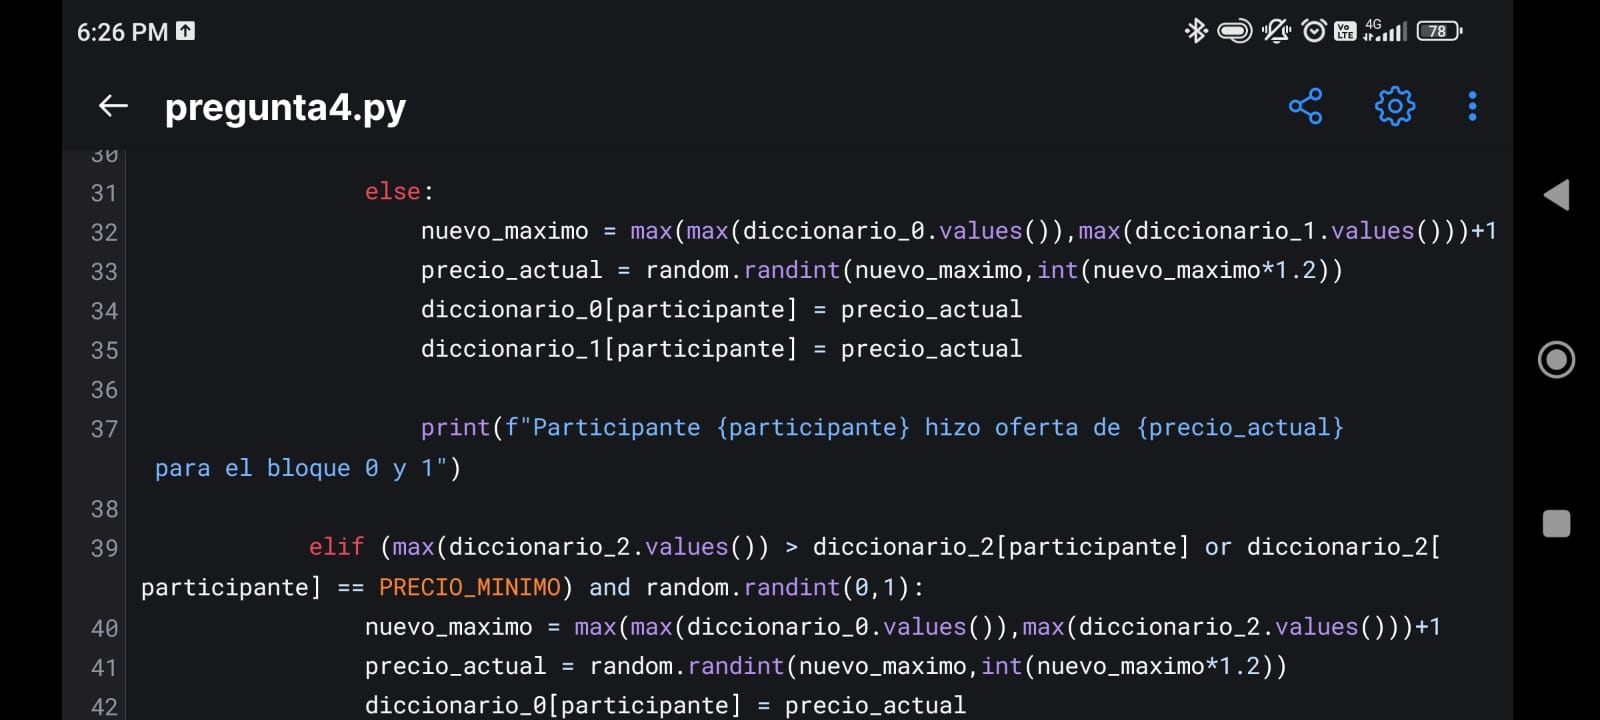 6:26 PM
Vo LTE 4G 78
pregunta4.py
30
31 else:
32 nuevo_maximo = max(max(diccionario_0.values()),max(diccionario_1.values()))+1
33 precio_actual = random.randint(nuevo_maximo,int(nuevo_maximo*1.2))
34 diccionario_0[participante] = precio_actual
35 diccionario_1[participante] = precio_actual
36
37 print(f"Participante {participante} hizo oferta de {precio_actual}
para el bloque 0 y 1")
38
39 elif (max(diccionario_2.values()) > diccionario_2[participante] or diccionario_2[
participante] == PRECIO_MINIMO) and random.randint(0,1):
40 nuevo_maximo = max(max(diccionario_0.values()),max(diccionario_2.values()))+1
41 precio_actual = random.randint(nuevo_maximo,int(nuevo_maximo*1.2))
42 diccionario_0[participante] = precio_actual